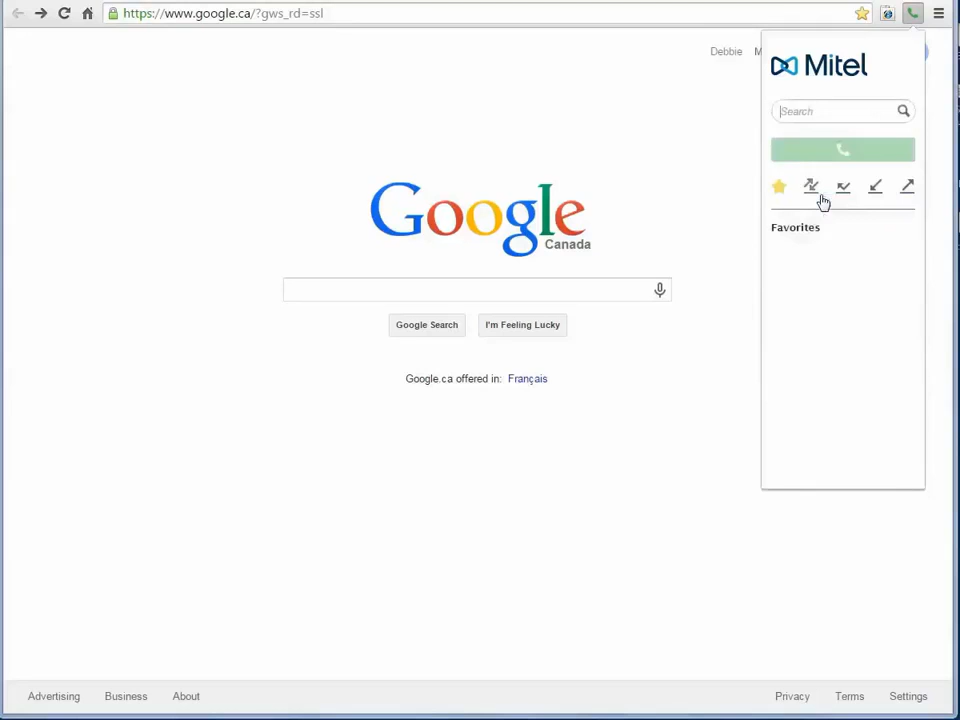 https://www.google.ca/?gws_rd=ssl
Debbie M
Mitel
Search
Favorites
Google
Canada
Google Search
I'm Feeling Lucky
Google.ca offered in: Français
Advertising Business About
Privacy Terms Settings